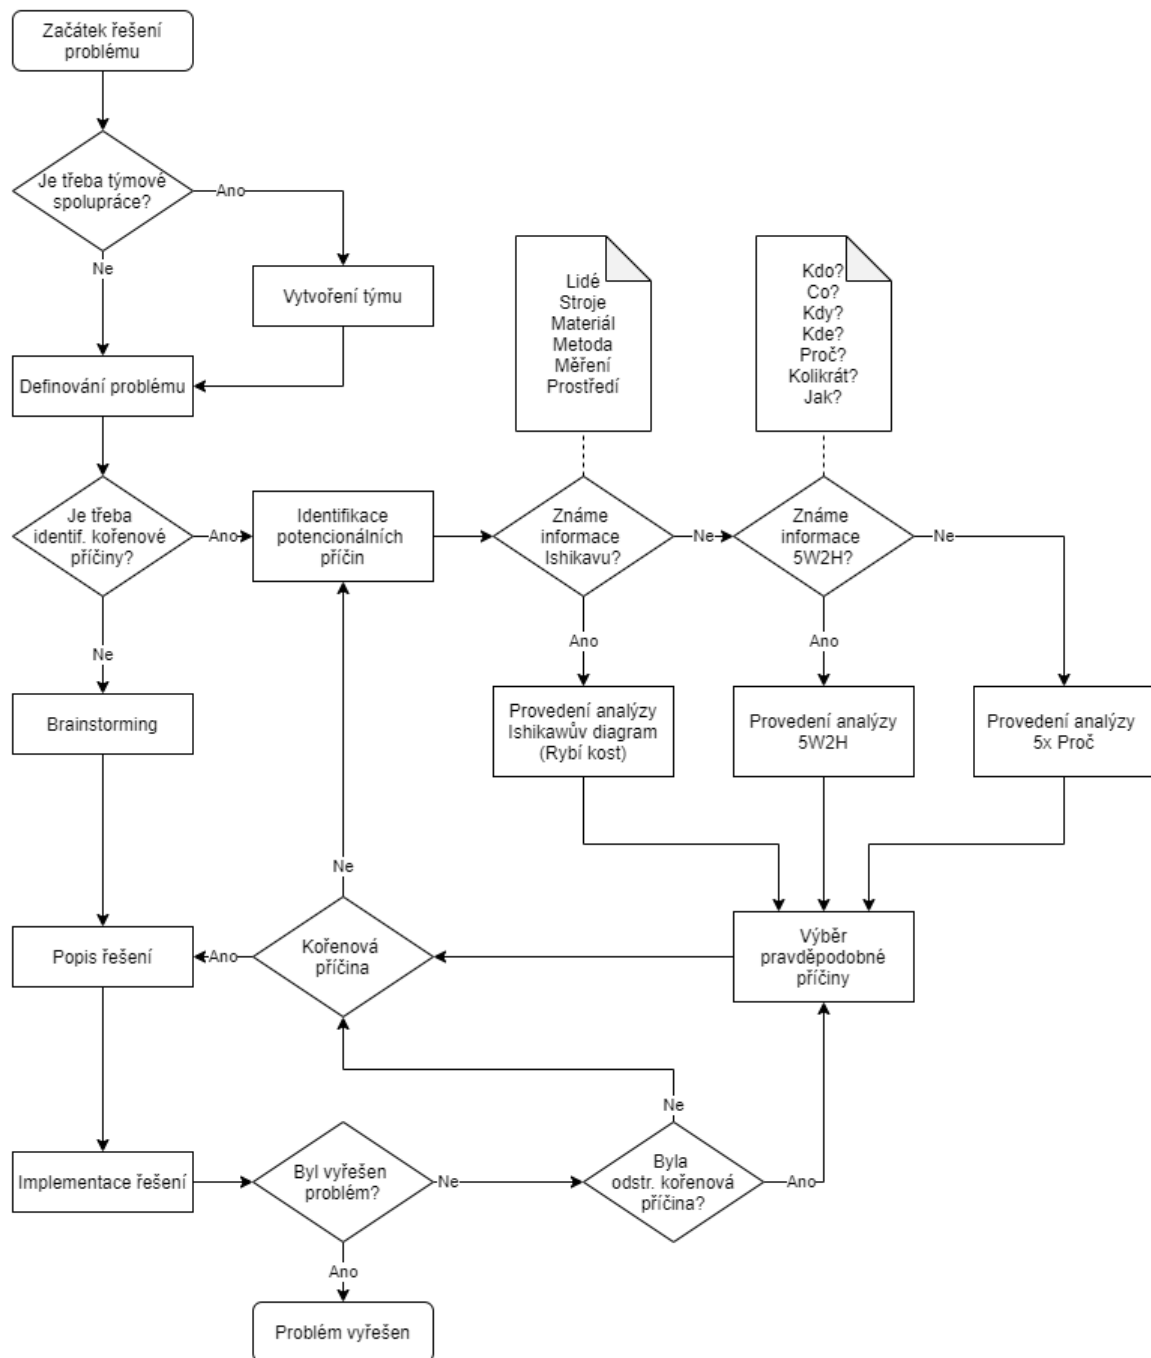 Začátek řešení
problému
Je třeba týmové
spolupráce?
Ano
Ne
Vytvoření týmu
Definování problému
Lidé
Stroje
Materiál
Metoda
Měření
Prostředí
Kdo?
Co?
Kdy?
Kde?
Proč?
Kolikrát?
Jak?
Je třeba
identif. kořenové
příčiny?
Ano
Ne
Identifikace
potencionálních
příčin
Známe
informace
Ishikavu?
Ne
Ano
Známe
informace
5W2H?
Ne
Ano
Brainstorming
Provedení analýzy
Ishikawův diagram
(Rybí kost)
Provedení analýzy
5W2H
Provedení analýzy
5x Proč
Ne
Popis řešení
Ano
Kořenová
příčina
Výběr
pravděpodobné
příčiny
Implementace řešení
Byl vyřešen
problém?
Ne
Ne
Byla
odstr. kořenová
příčina?
Ano
Ano
Problém vyřešen